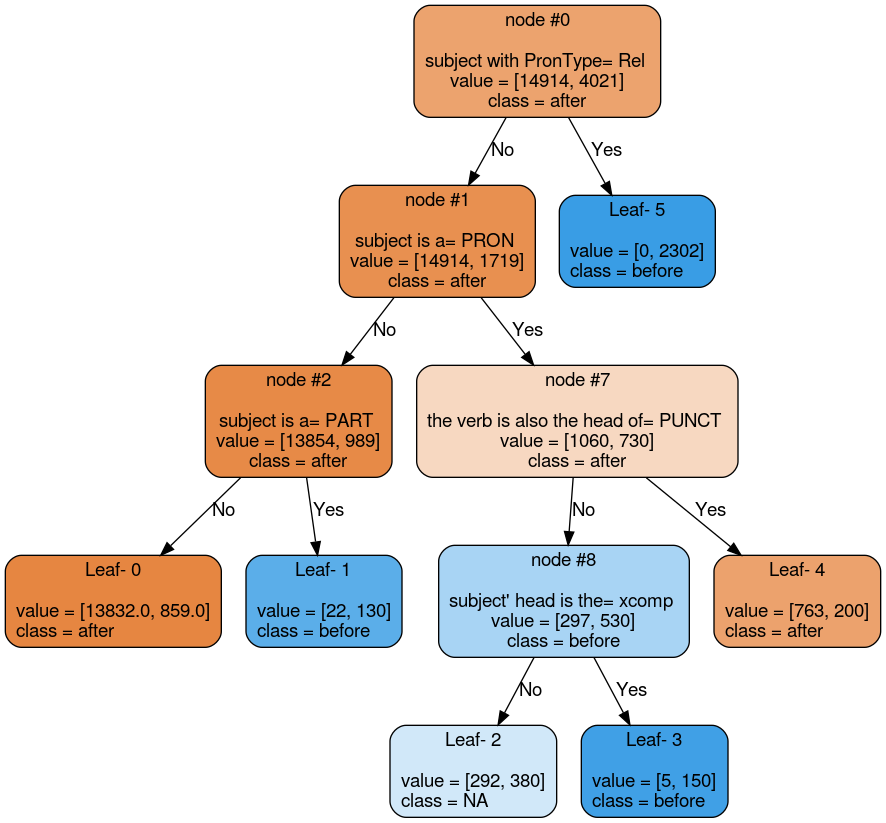 node #0
subject with PronType= Rel
value = [14914, 4021]
class = after
No
Yes
node #1
subject is a= PRON
value = [14914, 1719]
class = after
Leaf- 5
value = [0, 2302]
class = before
No
Yes
node #2
subject is a= PART
value = [13854, 989]
class = after
node #7
the verb is also the head of= PUNCT
value = [1060, 730]
class = after
No
Yes
No
Yes
Leaf- 0
value = [13832.0, 859.0]
class = after
Leaf- 1
value = [22, 130]
class = before
node #8
subject' head is the= xcomp
value = [297, 530]
class = before
Leaf- 4
value = [763, 200]
class = after
No
Yes
Leaf- 2
value = [292, 380]
class = NA
Leaf- 3
value = [5, 150]
class = before